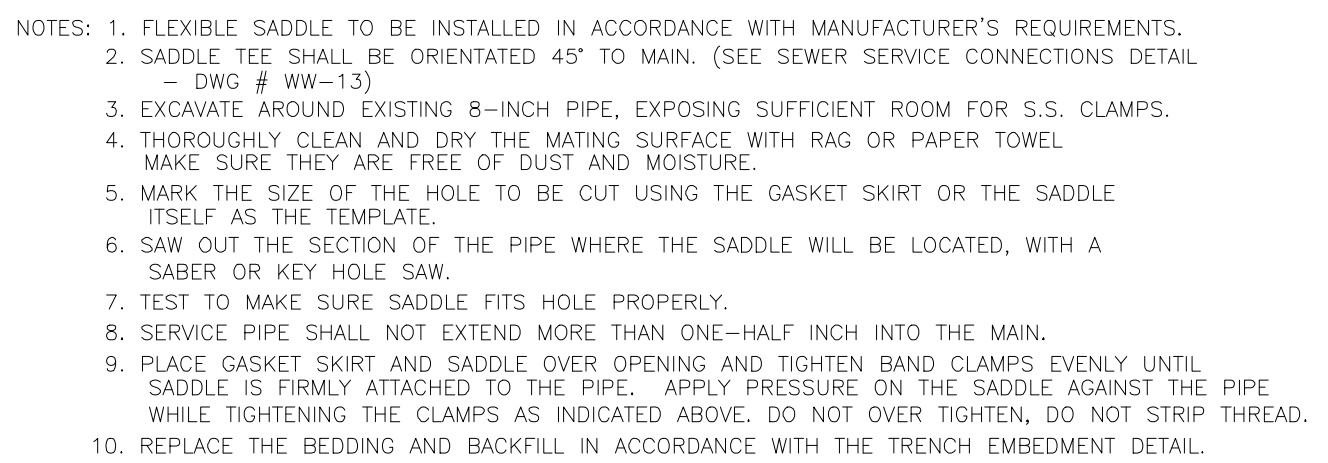 NOTES: 1. FLEXIBLE SADDLE TO BE INSTALLED IN ACCORDANCE WITH MANUFACTURER'S REQUIREMENTS.
2. SADDLE TEE SHALL BE ORIENTATED 45° TO MAIN. (SEE SEWER SERVICE CONNECTIONS DETAIL
– DWG # WW–13)
3. EXCAVATE AROUND EXISTING 8–INCH PIPE, EXPOSING SUFFICIENT ROOM FOR S.S. CLAMPS.
4. THOROUGHLY CLEAN AND DRY THE MATING SURFACE WITH RAG OR PAPER TOWEL
MAKE SURE THEY ARE FREE OF DUST AND MOISTURE.
5. MARK THE SIZE OF THE HOLE TO BE CUT USING THE GASKET SKIRT OR THE SADDLE
ITSELF AS THE TEMPLATE.
6. SAW OUT THE SECTION OF THE PIPE WHERE THE SADDLE WILL BE LOCATED, WITH A
SABER OR KEY HOLE SAW.
7. TEST TO MAKE SURE SADDLE FITS HOLE PROPERLY.
8. SERVICE PIPE SHALL NOT EXTEND MORE THAN ONE–HALF INCH INTO THE MAIN.
9. PLACE GASKET SKIRT AND SADDLE OVER OPENING AND TIGHTEN BAND CLAMPS EVENLY UNTIL
SADDLE IS FIRMLY ATTACHED TO THE PIPE. APPLY PRESSURE ON THE SADDLE AGAINST THE PIPE
WHILE TIGHTENING THE CLAMPS AS INDICATED ABOVE. DO NOT OVER TIGHTEN, DO NOT STRIP THREAD.
10. REPLACE THE BEDDING AND BACKFILL IN ACCORDANCE WITH THE TRENCH EMBEDMENT DETAIL.